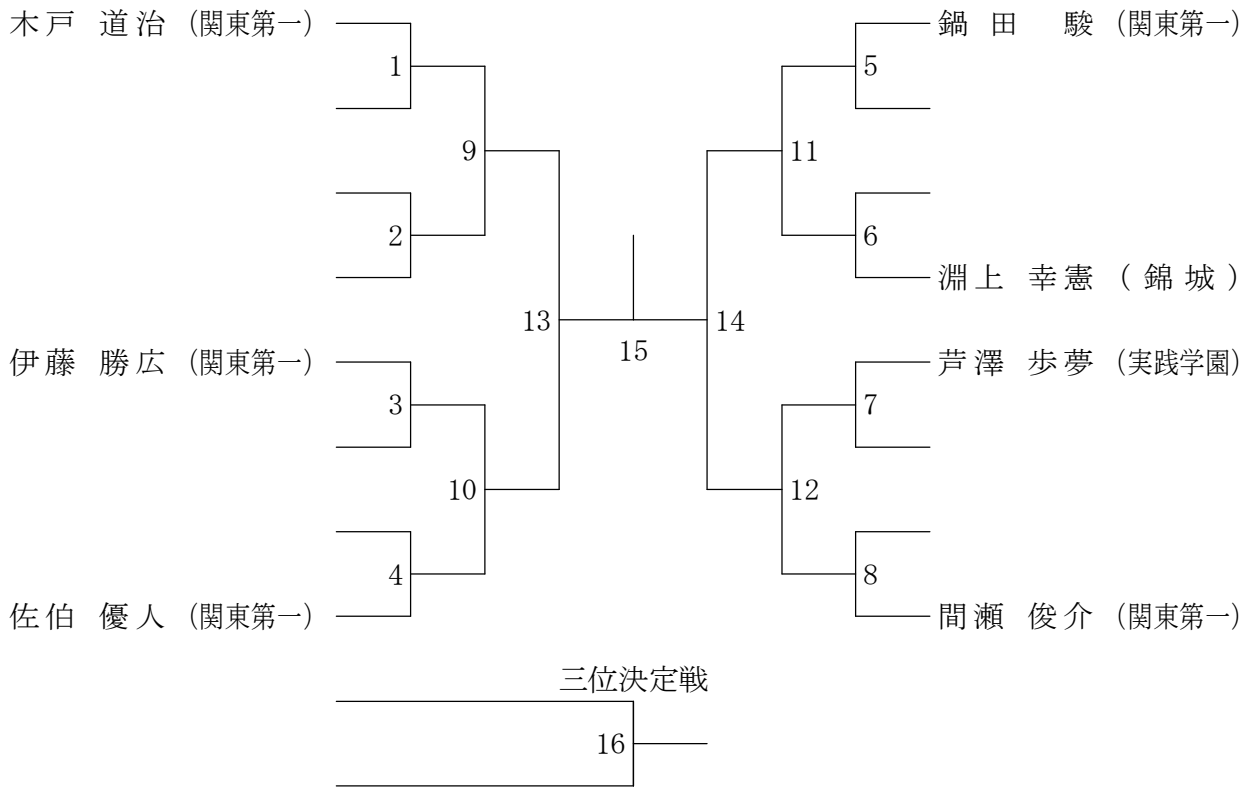 木戸 道治 (関東第一)
鍋田 駿 (関東第一)
1
5
9
11
2
6
淵上 幸憲 (錦城)
13
14
15
伊藤 勝広 (関東第一)
芦澤 歩夢 (実践学園)
3
7
10
12
4
8
佐伯 優人 (関東第一)
間瀬 俊介 (関東第一)
三位決定戦
16